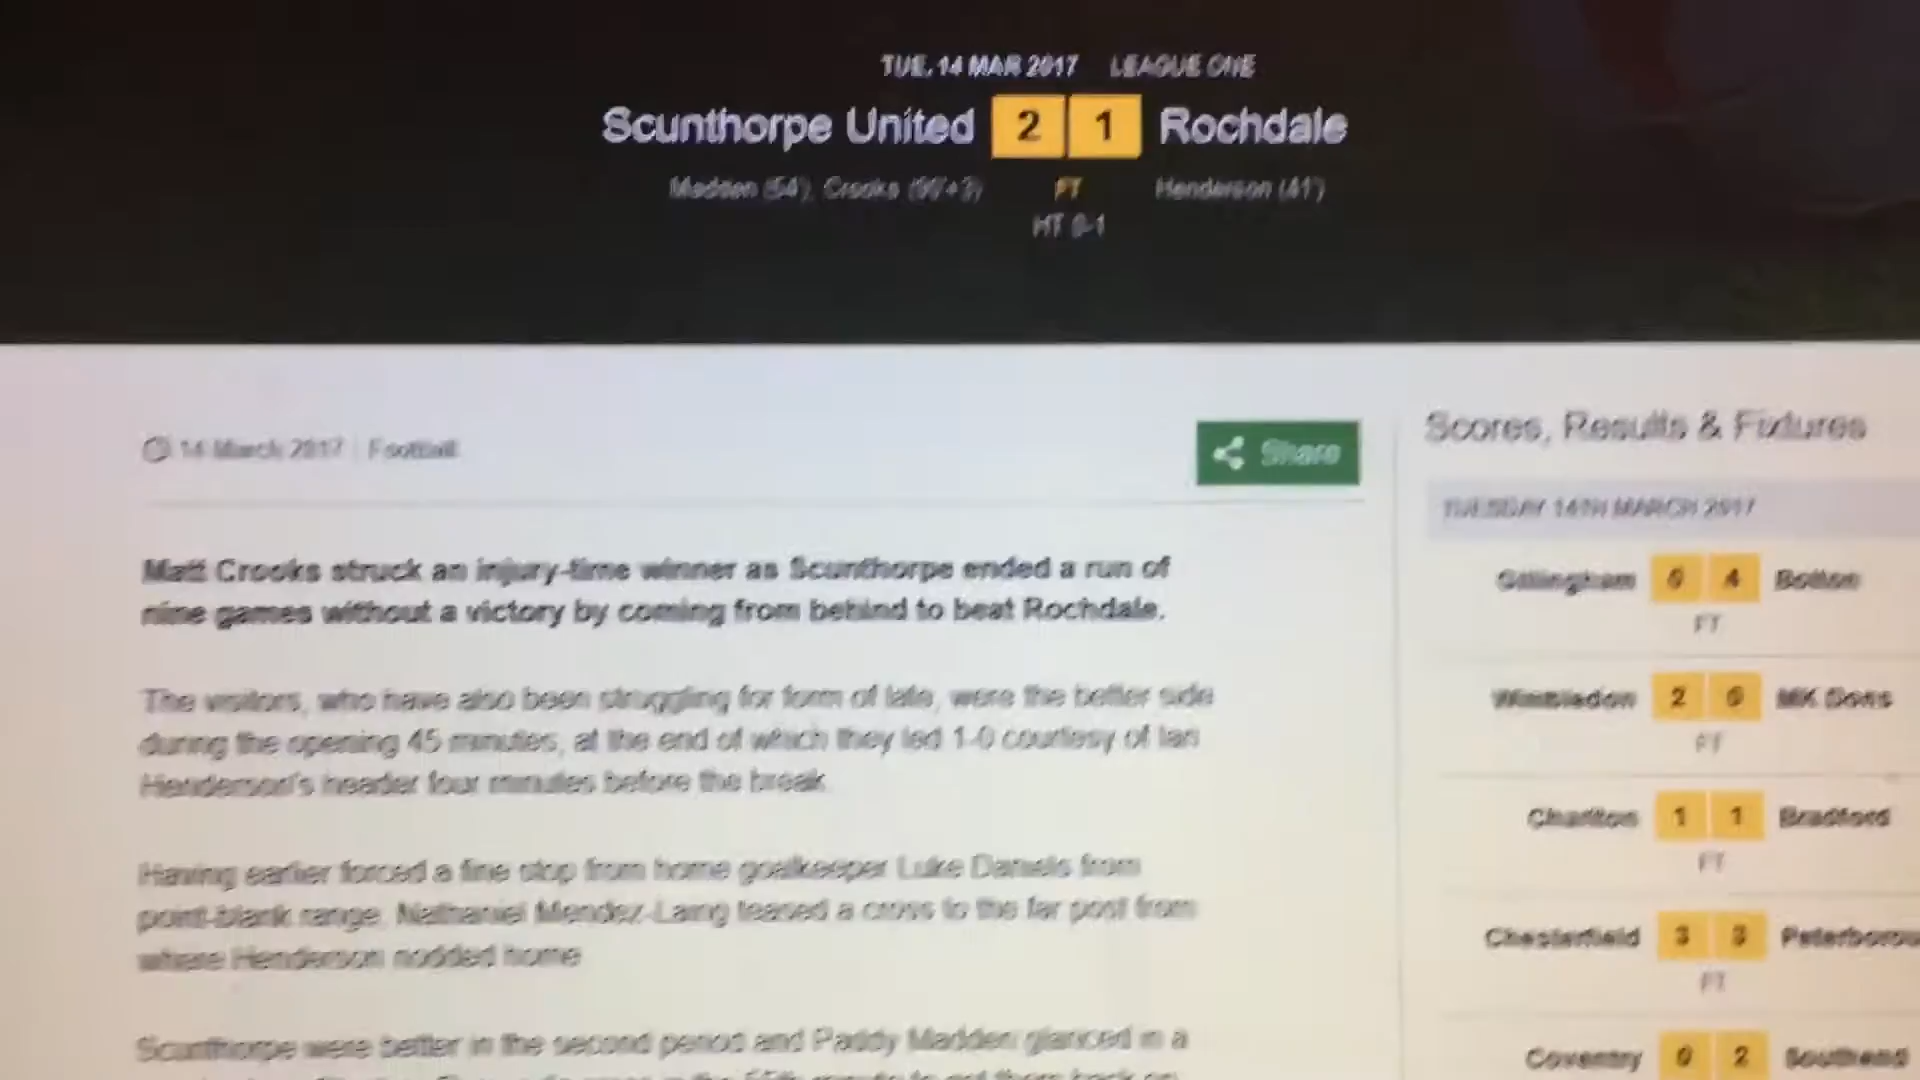 TUE, 14 MAR 2017 LEAGUE ONE
Scunthorpe United 2 1 Rochdale
Madden (54'), Crooks (90'+3) FT Henderson (41')
HT 0-1
14 March 2017 | Football
Share
Matt Crooks struck an injury-time winner as Scunthorpe ended a run of
nine games without a victory by coming from behind to beat Rochdale.
The visitors, who have also been struggling for form of late, were the better side
during the opening 45 minutes, at the end of which they led 1-0 courtesy of Ian
Henderson's header four minutes before the break.
Having earlier forced a fine stop from home goalkeeper Luke Daniels from
point-blank range, Nathaniel Mendez-Laing teased a cross to the far post from
where Henderson nodded home
Scunthorpe were better in the second period and Paddy Madden glanced in a
Scores, Results & Fixtures
TUESDAY 14TH MARCH 2017
Gillingham 0 4 Bolton
FT
Wimbledon 2 0 MK Dons
FT
Charlton 1 1 Bradford
FT
Chesterfield 3 3 Peterborou
FT
Coventry 0 2 Southend